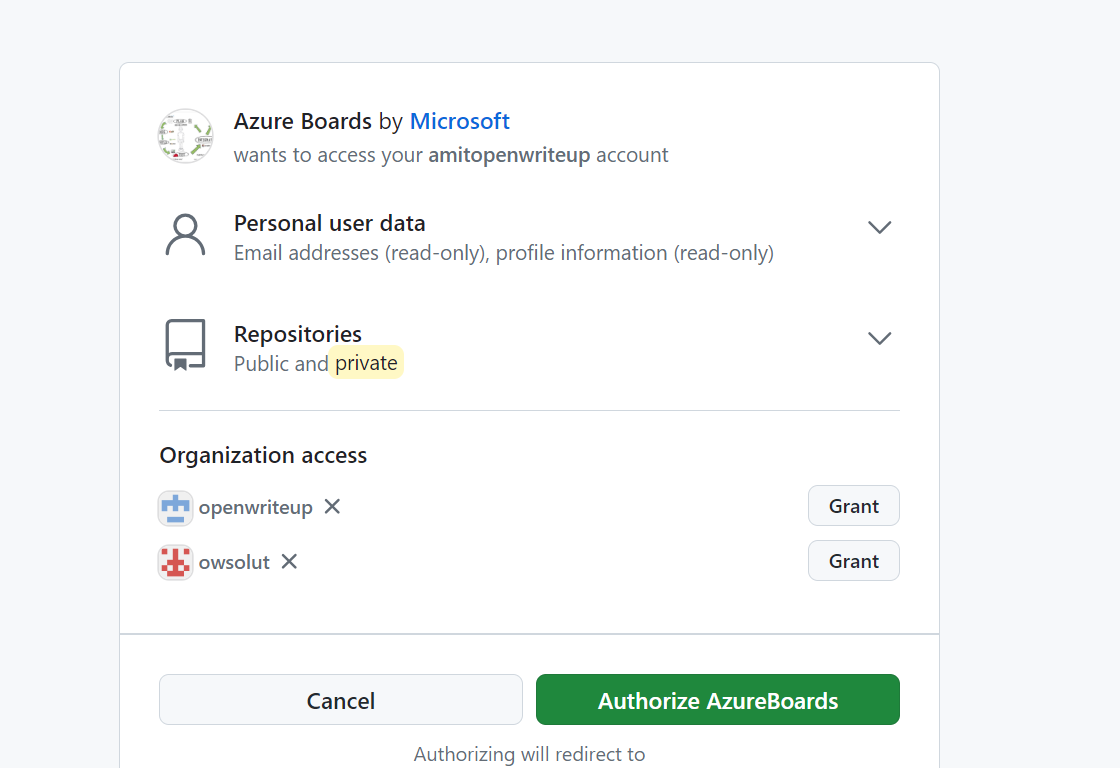 Azure Boards by Microsoft
wants to access your amitopenwriteup account
Personal user data
Email addresses (read-only), profile information (read-only)
Repositories
Public and private
Organization access
openwriteup
Grant
owsolut
Grant
Cancel
Authorize AzureBoards
Authorizing will redirect to